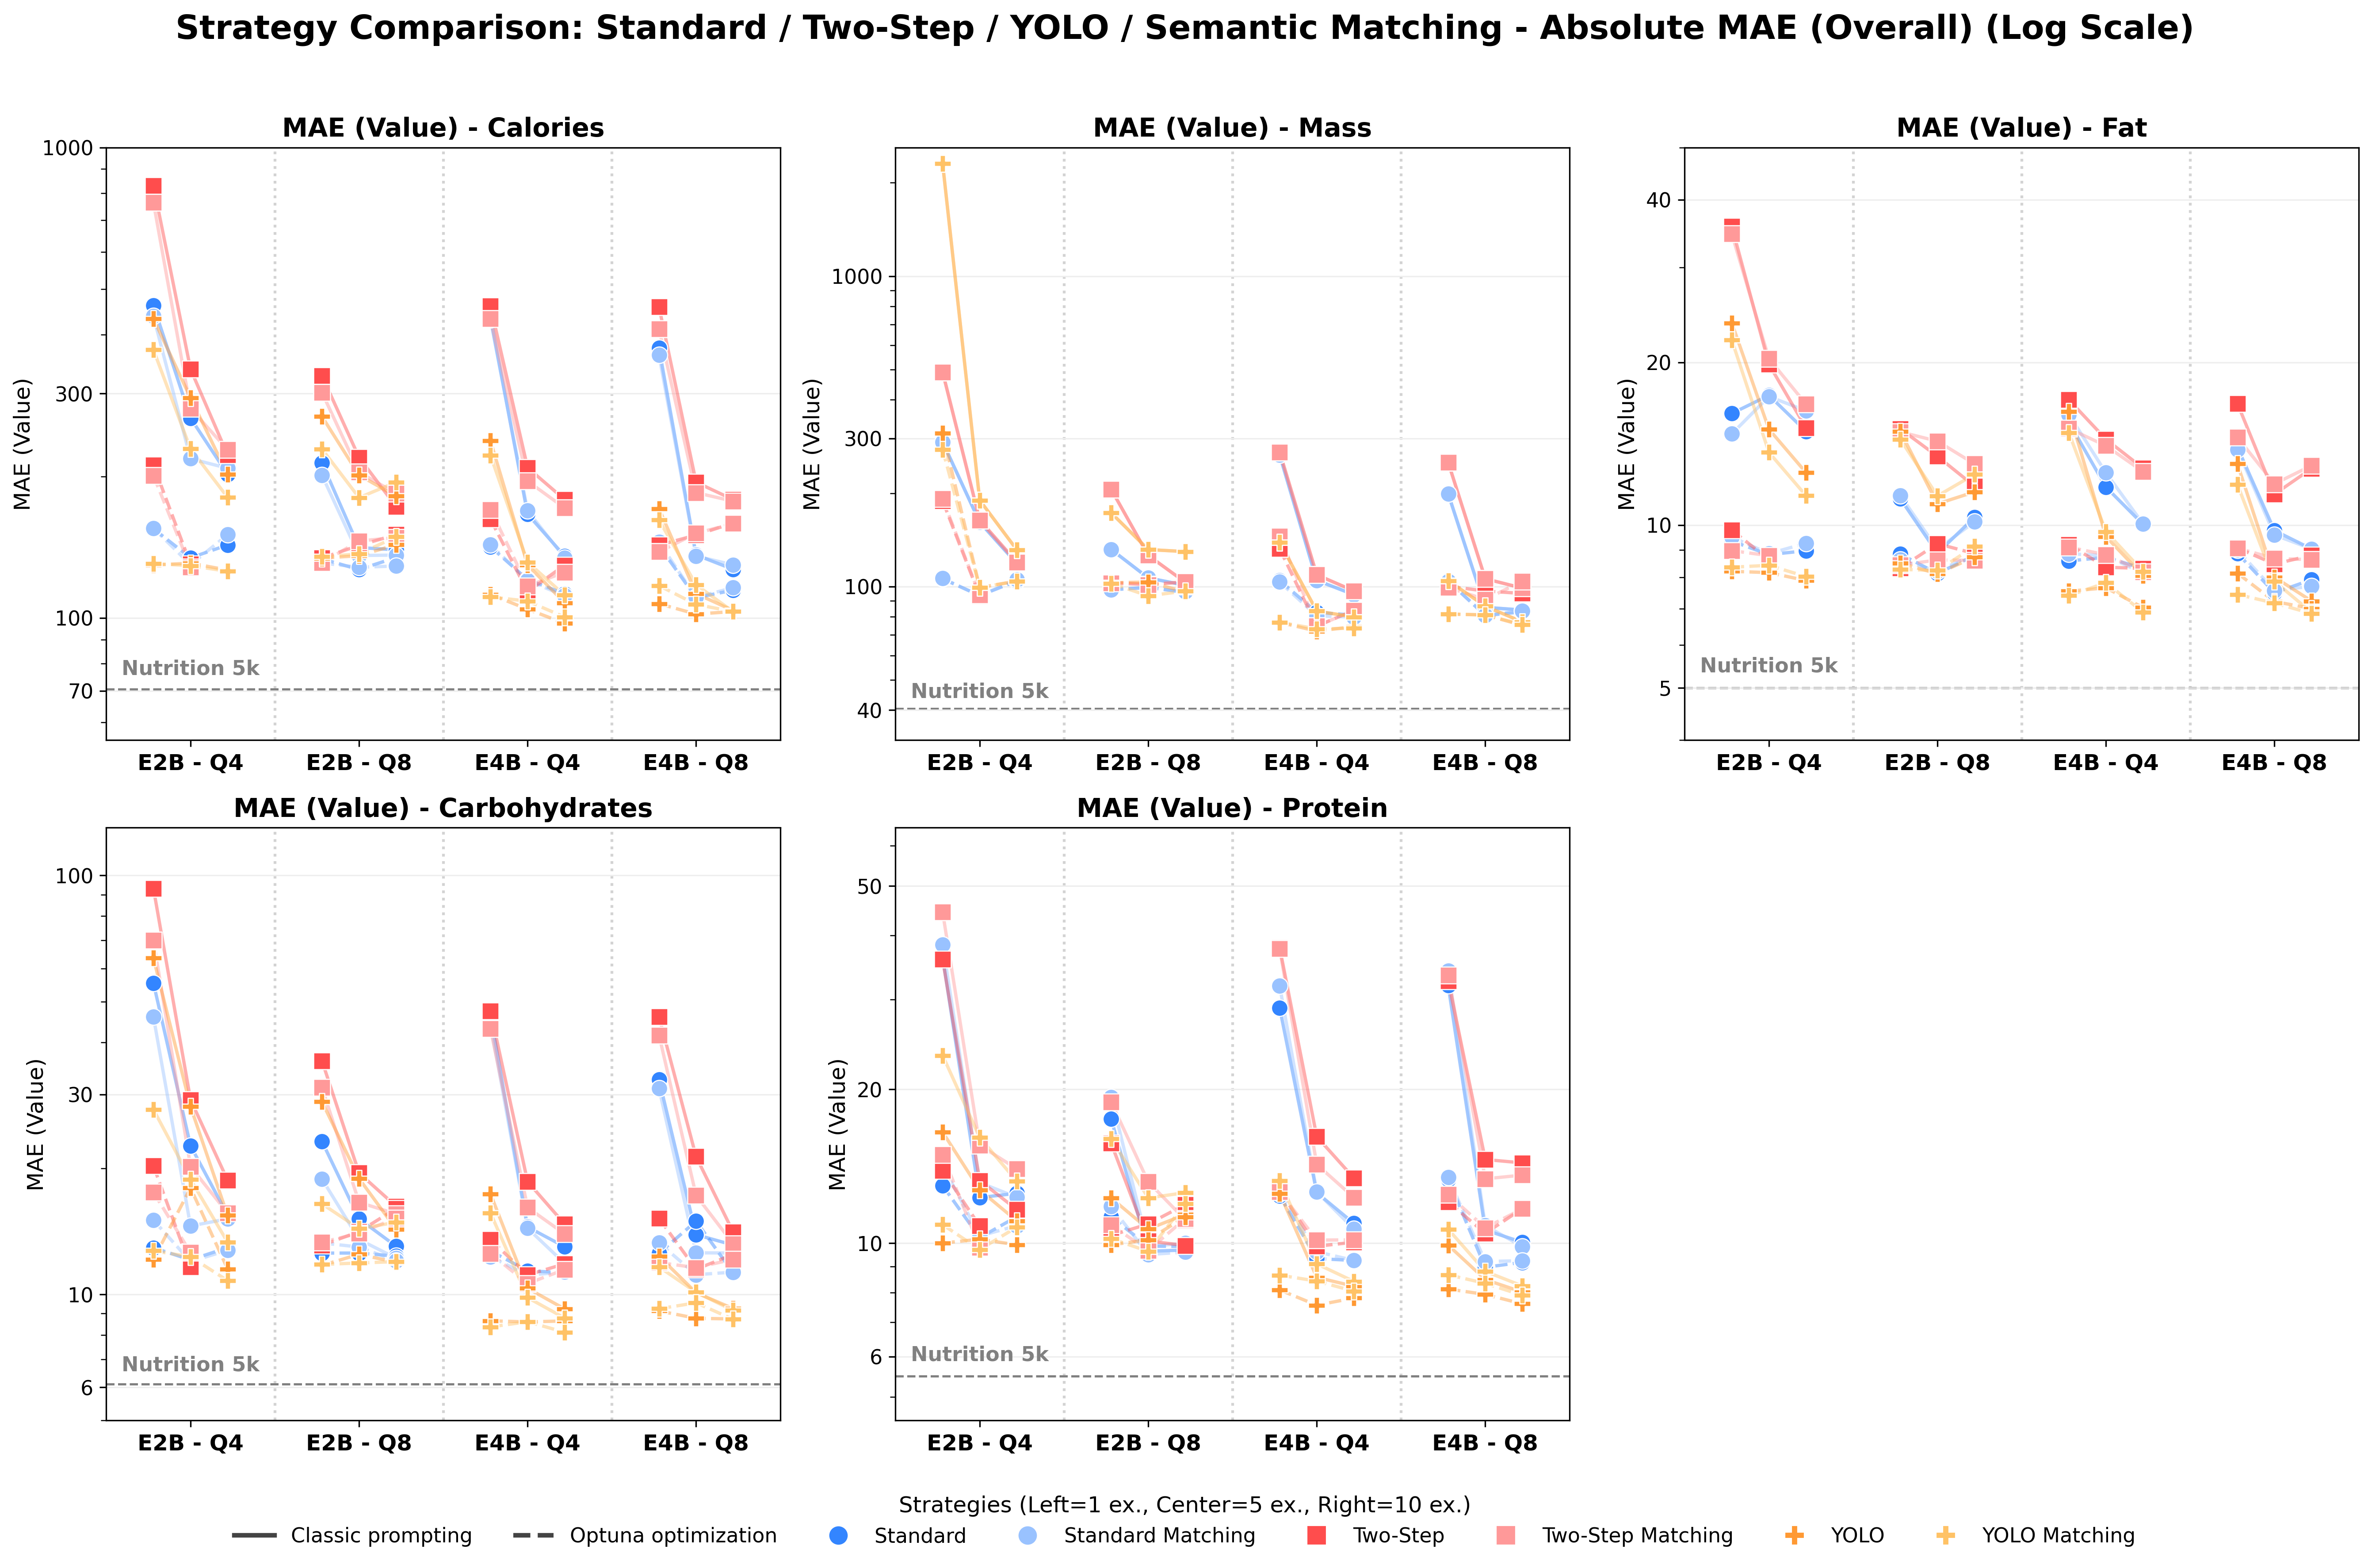 Strategy Comparison: Standard / Two-Step / YOLO / Semantic Matching - Absolute MAE (Overall) (Log Scale)
MAE (Value) - Calories
MAE (Value)
1000
300
100
70
Nutrition 5k
E2B - Q4
E2B - Q8
E4B - Q4
E4B - Q8
MAE (Value) - Mass
MAE (Value)
1000
300
100
40
Nutrition 5k
E2B - Q4
E2B - Q8
E4B - Q4
E4B - Q8
MAE (Value) - Fat
MAE (Value)
40
20
10
5
Nutrition 5k
E2B - Q4
E2B - Q8
E4B - Q4
E4B - Q8
MAE (Value) - Carbohydrates
MAE (Value)
100
30
10
6
Nutrition 5k
E2B - Q4
E2B - Q8
E4B - Q4
E4B - Q8
MAE (Value) - Protein
MAE (Value)
50
20
10
6
Nutrition 5k
E2B - Q4
E2B - Q8
E4B - Q4
E4B - Q8
Strategies (Left=1 ex., Center=5 ex., Right=10 ex.)
Classic prompting
Optuna optimization
Standard
Standard Matching
Two-Step
Two-Step Matching
YOLO
YOLO Matching